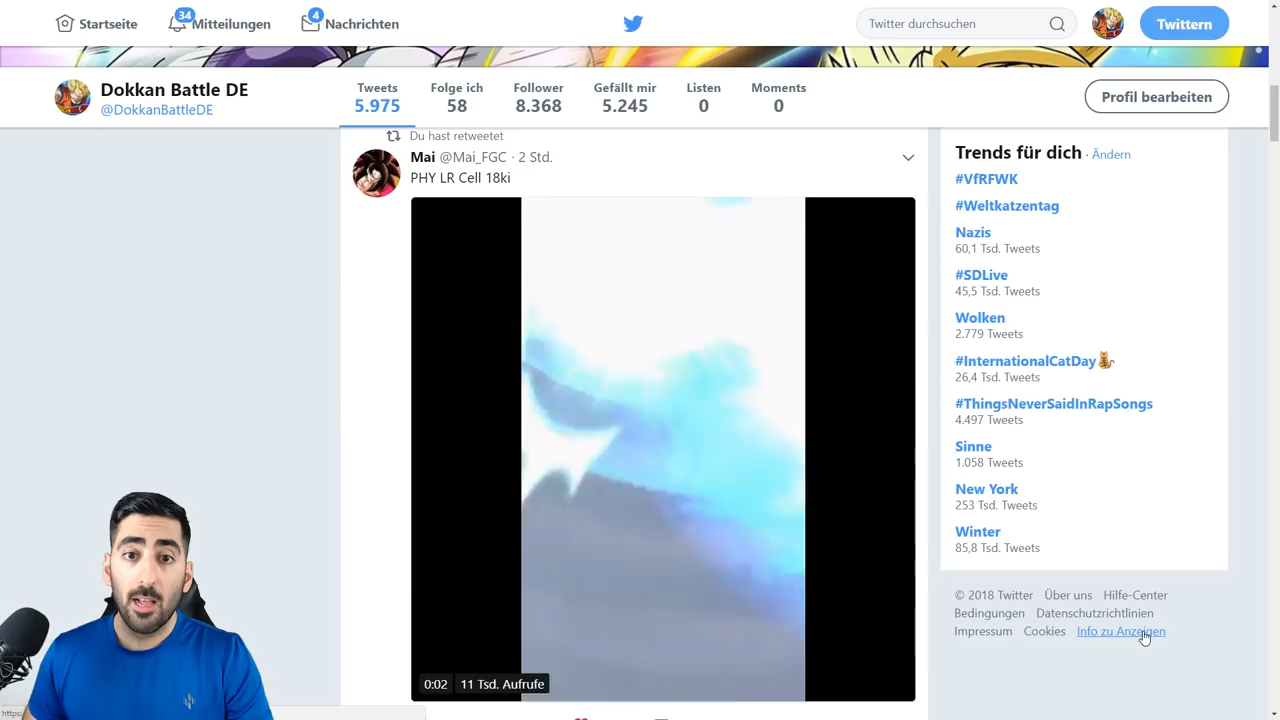 Startseite
34
Mitteilungen
4
Nachrichten
Twitter durchsuchen
Twittern
Dokkan Battle DE
@DokkanBattleDE
Tweets
5.975
Folge ich
58
Follower
8.368
Gefällt mir
5.245
Listen
0
Moments
0
Profil bearbeiten
Du hast retweetet
Mai @Mai_FGC · 2 Std.
PHY LR Cell 18ki
0:02
11 Tsd. Aufrufe
Trends für dich · Ändern
#VfRFWK
#Weltkatzentag
Nazis
60,1 Tsd. Tweets
#SDLive
45,5 Tsd. Tweets
Wolken
2.779 Tweets
#InternationalCatDay
26,4 Tsd. Tweets
#ThingsNeverSaidInRapSongs
4.497 Tweets
Sinne
1.058 Tweets
New York
253 Tsd. Tweets
Winter
85,8 Tsd. Tweets
© 2018 Twitter Über uns Hilfe-Center
Bedingungen Datenschutzrichtlinien
Impressum Cookies Info zu Anzeigen